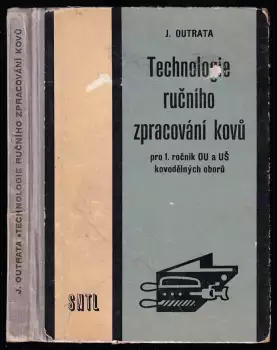 J. OUTRATA
Technologie
ručního
zpracování kovů
pro 1. ročník OU a UŠ
kovodělných oborů
SNTL
J. OUTRATA • TECHNOLOGIE RUČNÍHO ZPRACOVÁNÍ KOVŮ